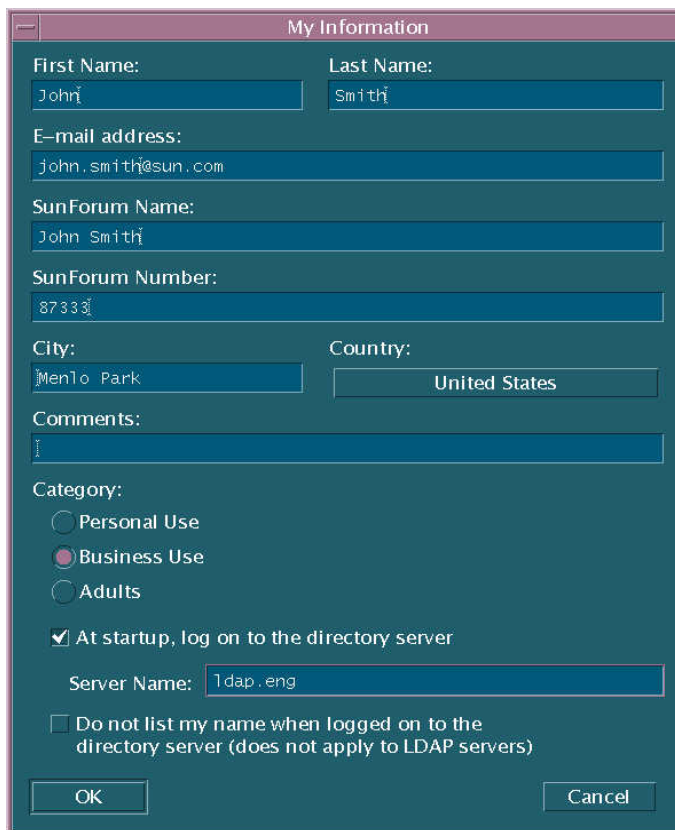 My Information
First Name: Last Name:
John Smith
E-mail address:
john.smith@sun.com
SunForum Name:
John Smith
SunForum Number:
87333
City: Country:
Menlo Park United States
Comments:
Category:
Personal Use
Business Use
Adults
At startup, log on to the directory server
Server Name: ldap.eng
Do not list my name when logged on to the
directory server (does not apply to LDAP servers)
OK Cancel